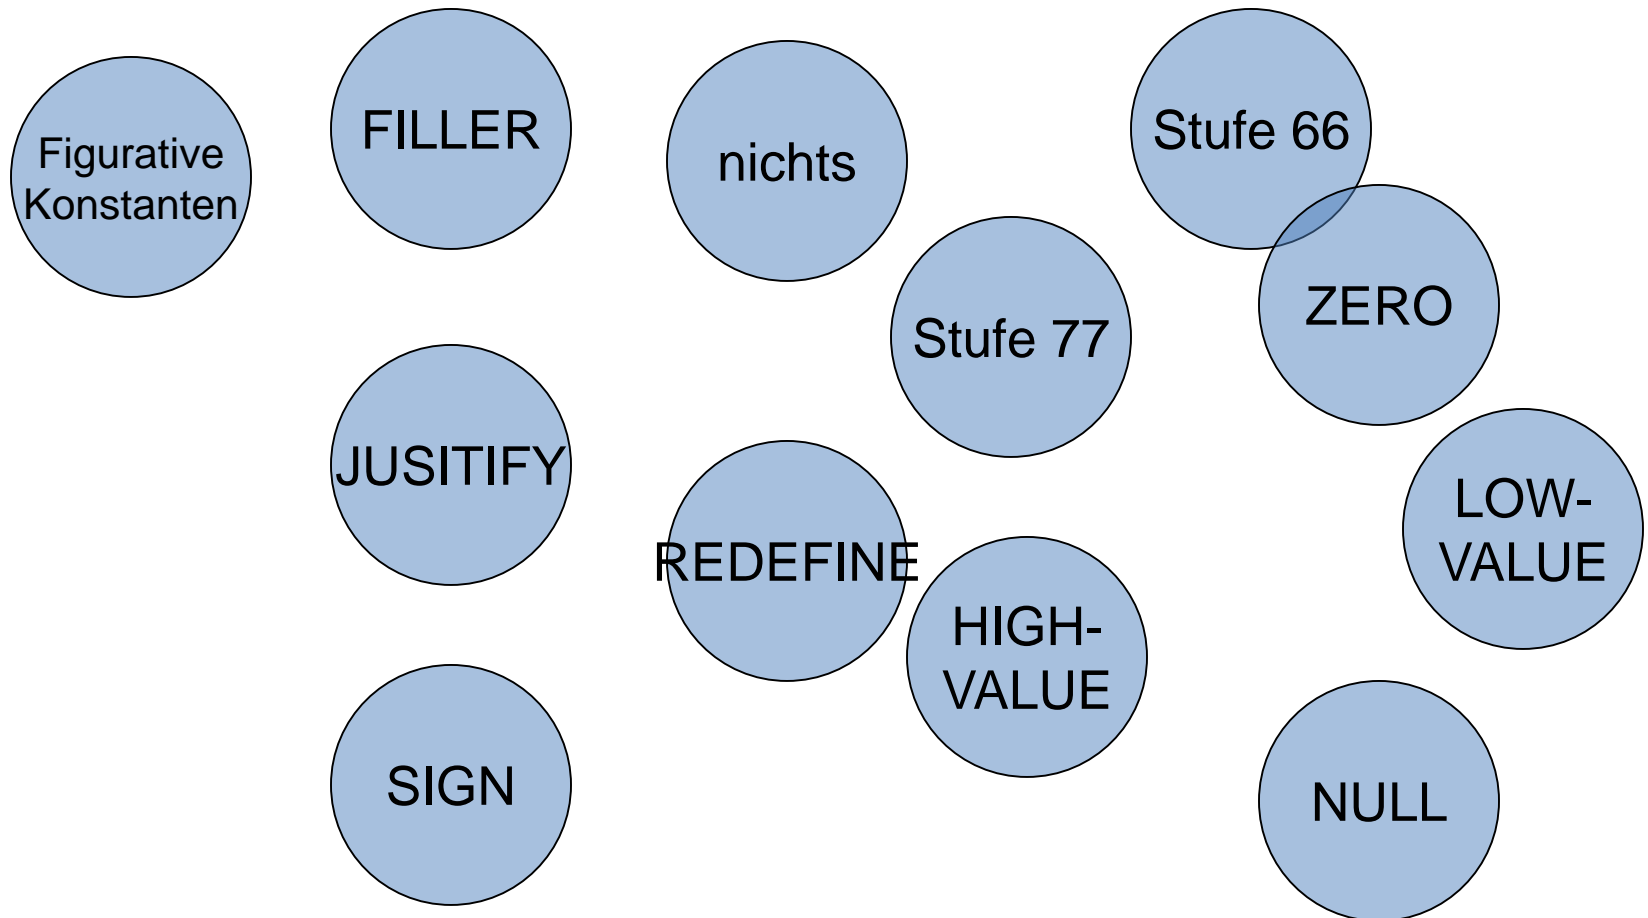 Figurative
Konstanten
FILLER
nichts
Stufe 66
Stufe 77
ZERO
JUSITIFY
REDEFINE
LOW-
VALUE
HIGH-
VALUE
SIGN
NULL